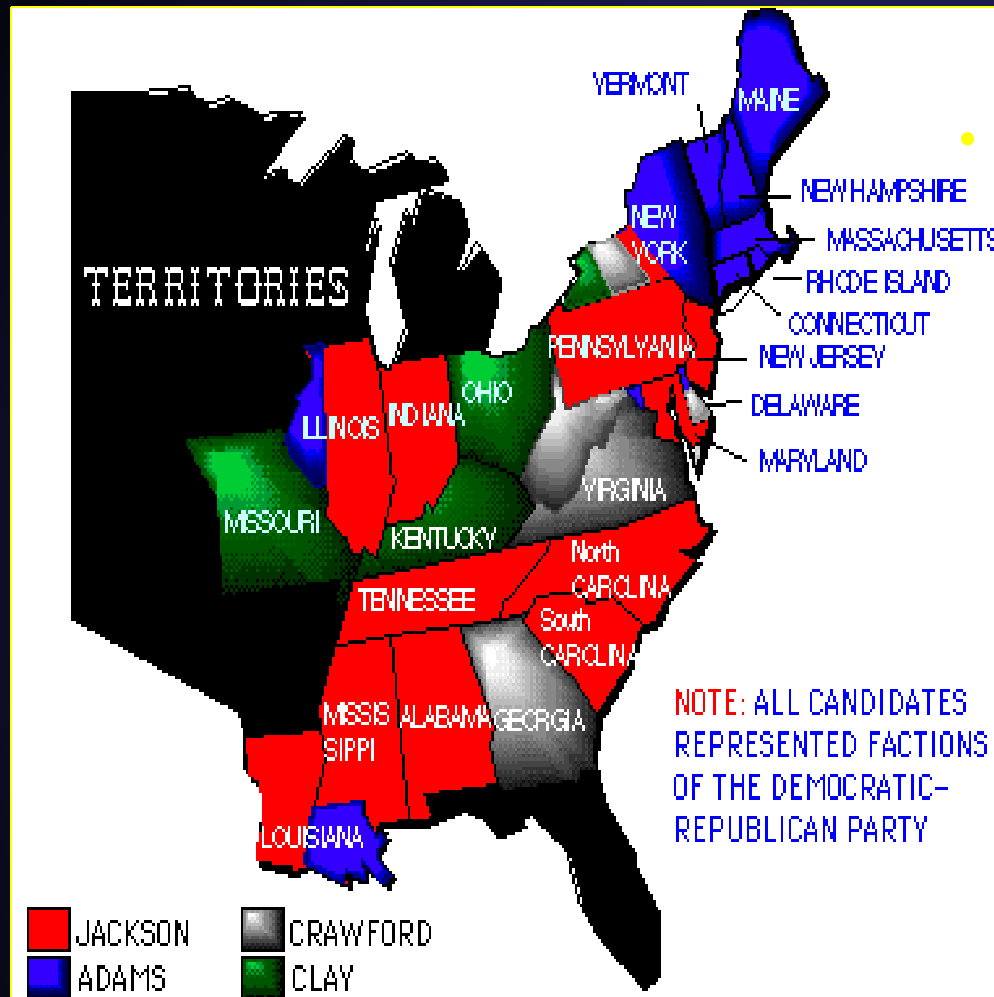 VERMONT
MAINE
NEW HAMPSHIRE
NEW
YORK
MASSACHUSETTS
TERRITORIES
RHODE ISLAND
CONNECTICUT
PENNSYLVANIA
NEW JERSEY
OHIO
INDIANA
ILLINOIS
DELAWARE
MARYLAND
VIRGINIA
MISSOURI
KENTUCKY
North
CAROLINA
TENNESSEE
South
CAROLINA
MISSIS
SIPPI
ALABAMA
GEORGIA
LOUISIANA
NOTE: ALL CANDIDATES
REPRESENTED FACTIONS
OF THE DEMOCRATIC-
REPUBLICAN PARTY
JACKSON
CRAWFORD
ADAMS
CLAY